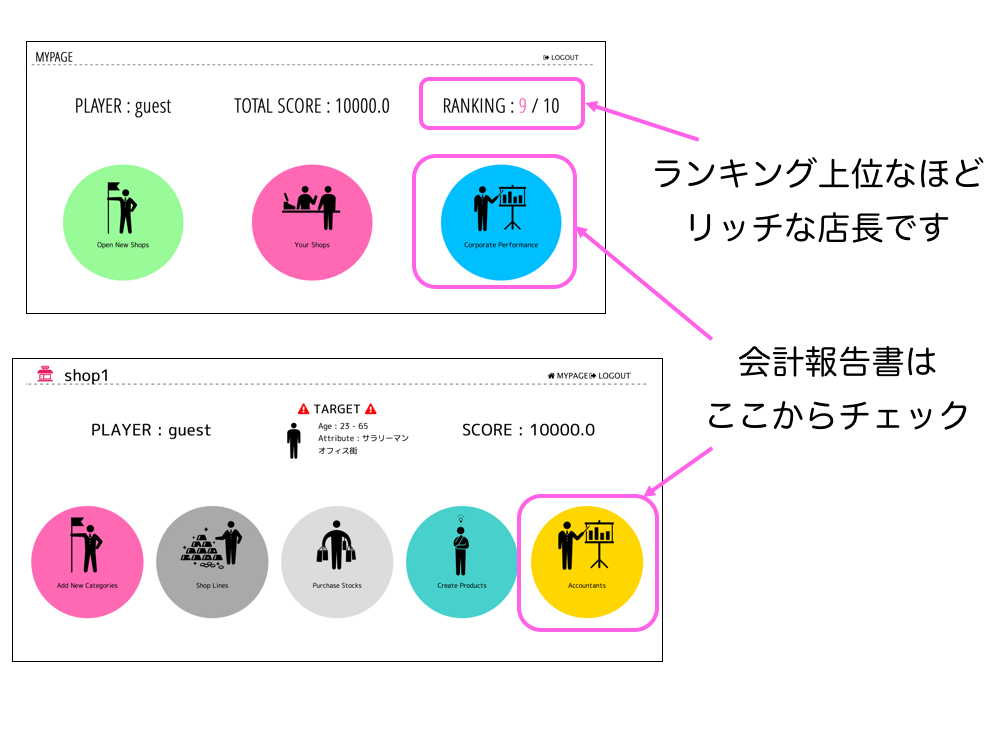 MYPAGE
LOGOUT
PLAYER : guest
TOTAL SCORE : 10000.0
RANKING : 9 / 10
Open New Shops
Your Shops
Corporate Performance
ランキング上位なほど
リッチな店長です
会計報告書は
ここからチェック
shop1
MYPAGE LOGOUT
PLAYER : guest
TARGET
Age : 23 - 65
Attribute : サラリーマン
オフィス街
SCORE : 10000.0
Add New Categories
Shop Lines
Purchase Stocks
Create Products
Accountants